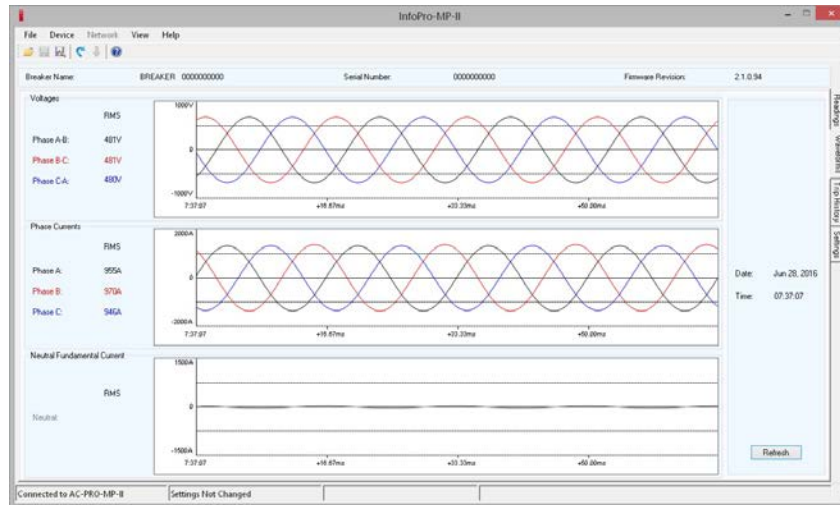 InfoPro-MP-II
File Device Network View Help
Breaker Name: BREAKER 0000000000 Serial Number: 0000000000 Firmware Revision: 2.1.0.94
Voltages
RMS
Phase A-B: 481V
Phase B-C: 481V
Phase C-A: 480V
1000V
0
-1000V
7:37:07 +16.67ms +33.33ms +50.00ms
Phase Currents
RMS
Phase A: 955A
Phase B: 970A
Phase C: 946A
2000A
0
-2000A
7:37:07 +16.67ms +33.33ms +50.00ms
Neutral Fundamental Current
RMS
Neutral:
1500A
0
-1500A
7:37:07 +16.67ms +33.33ms +50.00ms
Date: Jun 28, 2016
Time: 07:37:07
Refresh
Readings
Waveforms
Trip History
Settings
Connected to AC-PRO-MP-II Settings Not Changed